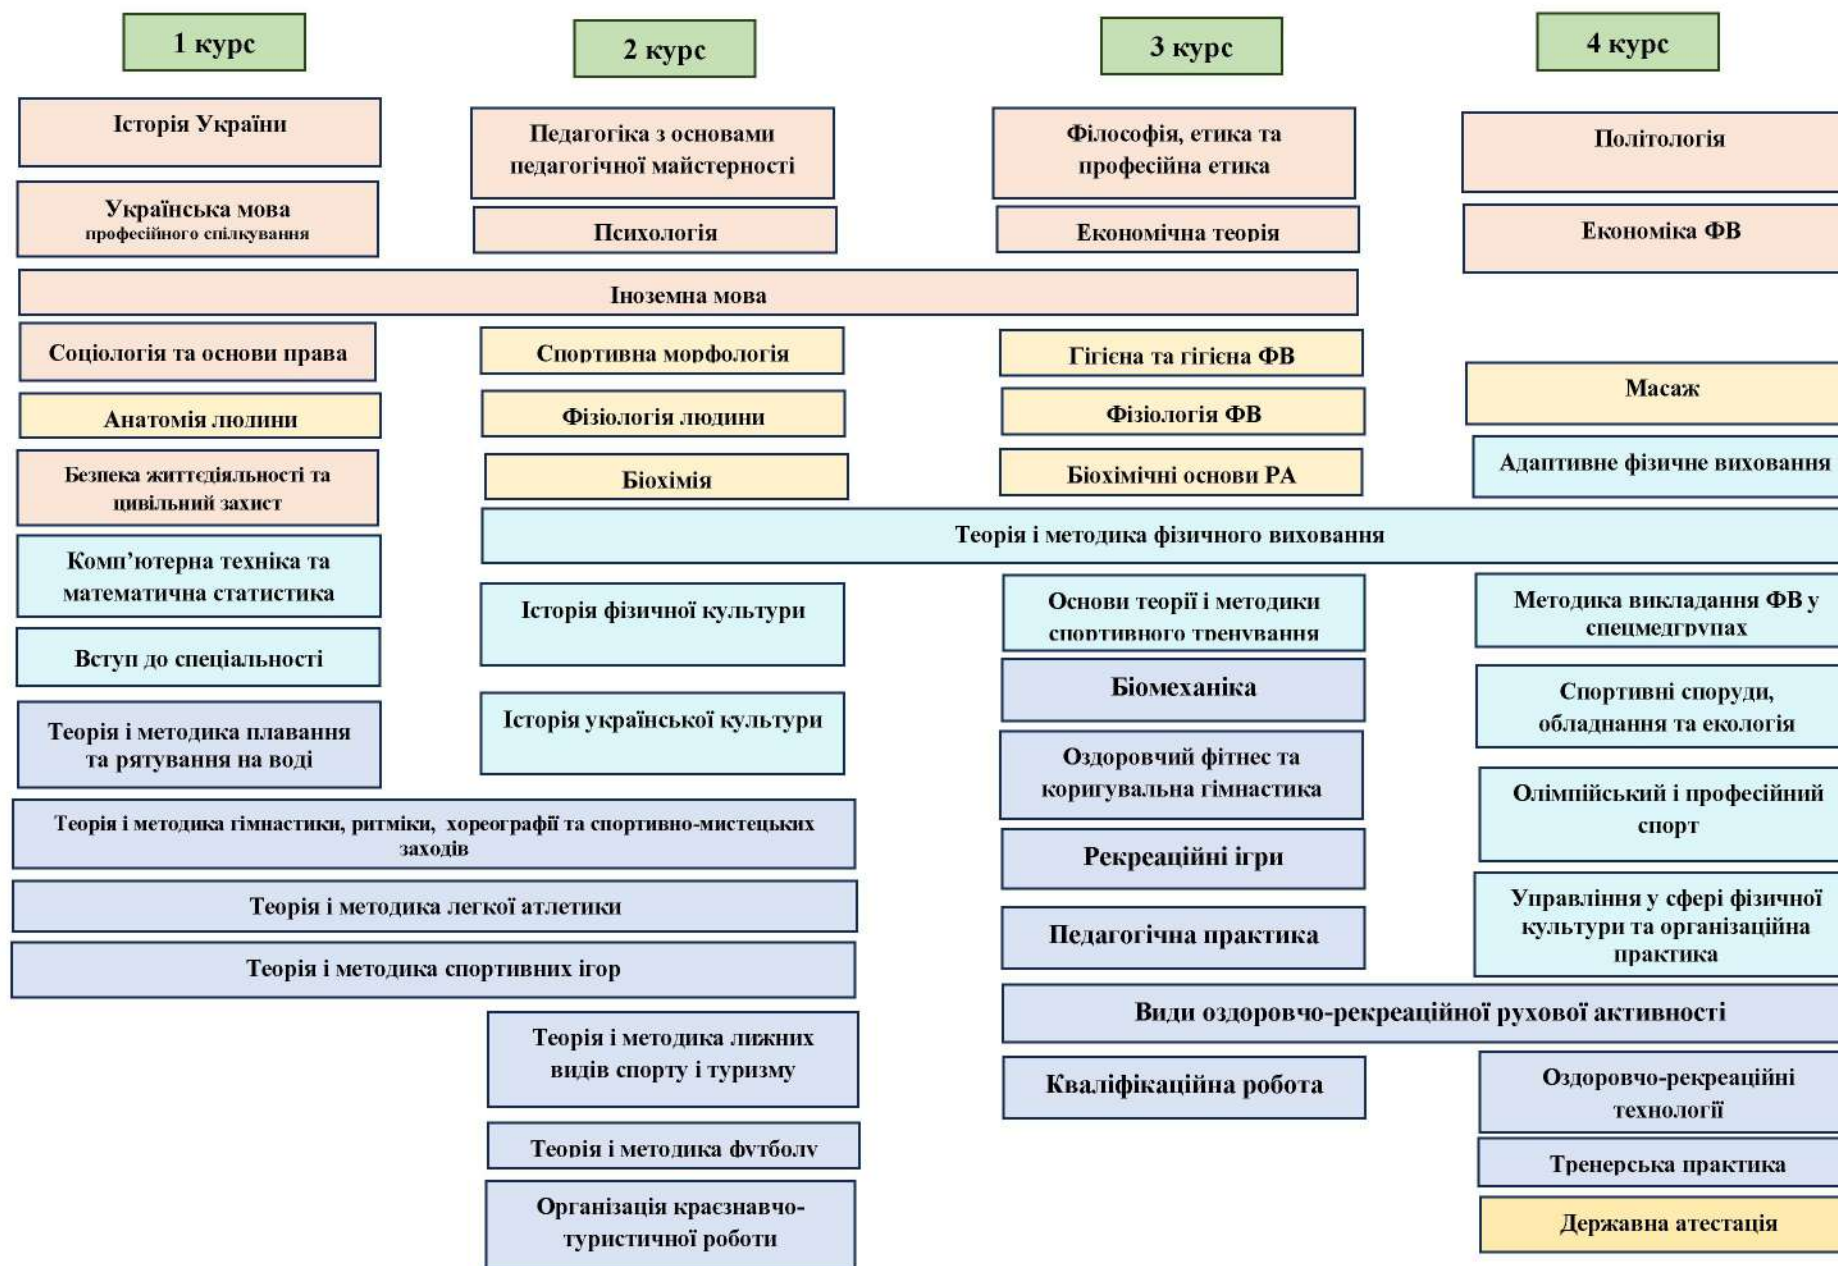 1 курс
2 курс
3 курс
4 курс
Історія України
Педагогіка з основами
педагогічної майстерності
Філософія, етика та
професійна етика
Політологія
Українська мова
професійного спілкування
Психологія
Економічна теорія
Економіка ФВ
Іноземна мова
Соціологія та основи права
Спортивна морфологія
Гігієна та гігієна ФВ
Масаж
Анатомія людини
Фізіологія людини
Фізіологія ФВ
Адаптивне фізичне виховання
Безпека життєдіяльності та
цивільний захист
Біохімія
Біохімічні основи РА
Теорія і методика фізичного виховання
Комп’ютерна техніка та
математична статистика
Історія фізичної культури
Основи теорії і методики
спортивного тренування
Методика викладання ФВ у
спецмедгрупах
Вступ до спеціальності
Біомеханіка
Спортивні споруди,
обладнання та екологія
Теорія і методика плавання
та рятування на воді
Історія української культури
Оздоровчий фітнес та
коригувальна гімнастика
Олімпійський і професійний
спорт
Теорія і методика гімнастики, ритміки, хореографії та спортивно-мистецьких
заходів
Рекреаційні ігри
Теорія і методика легкої атлетики
Педагогічна практика
Управління у сфері фізичної
культури та організаційна
практика
Теорія і методика спортивних ігор
Види оздоровчо-рекреаційної рухової активності
Теорія і методика лижних
видів спорту і туризму
Кваліфікаційна робота
Оздоровчо-рекреаційні
технології
Теорія і методика футболу
Тренерська практика
Організація краєзнавчо-
туристичної роботи
Державна атестація